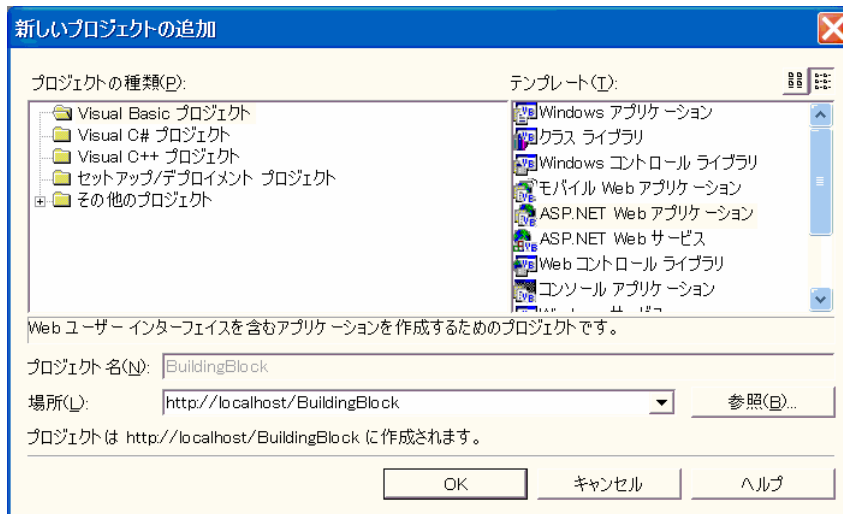 新しいプロジェクトの追加
プロジェクトの種類(P):
テンプレート(T):
Visual Basic プロジェクト
Visual C# プロジェクト
Visual C++ プロジェクト
セットアップ/デプロイメント プロジェクト
その他のプロジェクト
Windows アプリケーション
クラス ライブラリ
Windows コントロール ライブラリ
モバイル Web アプリケーション
ASP.NET Web アプリケーション
ASP.NET Web サービス
Web コントロール ライブラリ
コンソール アプリケーション
Web ユーザー インターフェイスを含むアプリケーションを作成するためのプロジェクトです。
プロジェクト名(N): BuildingBlock
場所(L): http://localhost/BuildingBlock 参照(B)...
プロジェクトは http://localhost/BuildingBlock に作成されます。
OK キャンセル ヘルプ